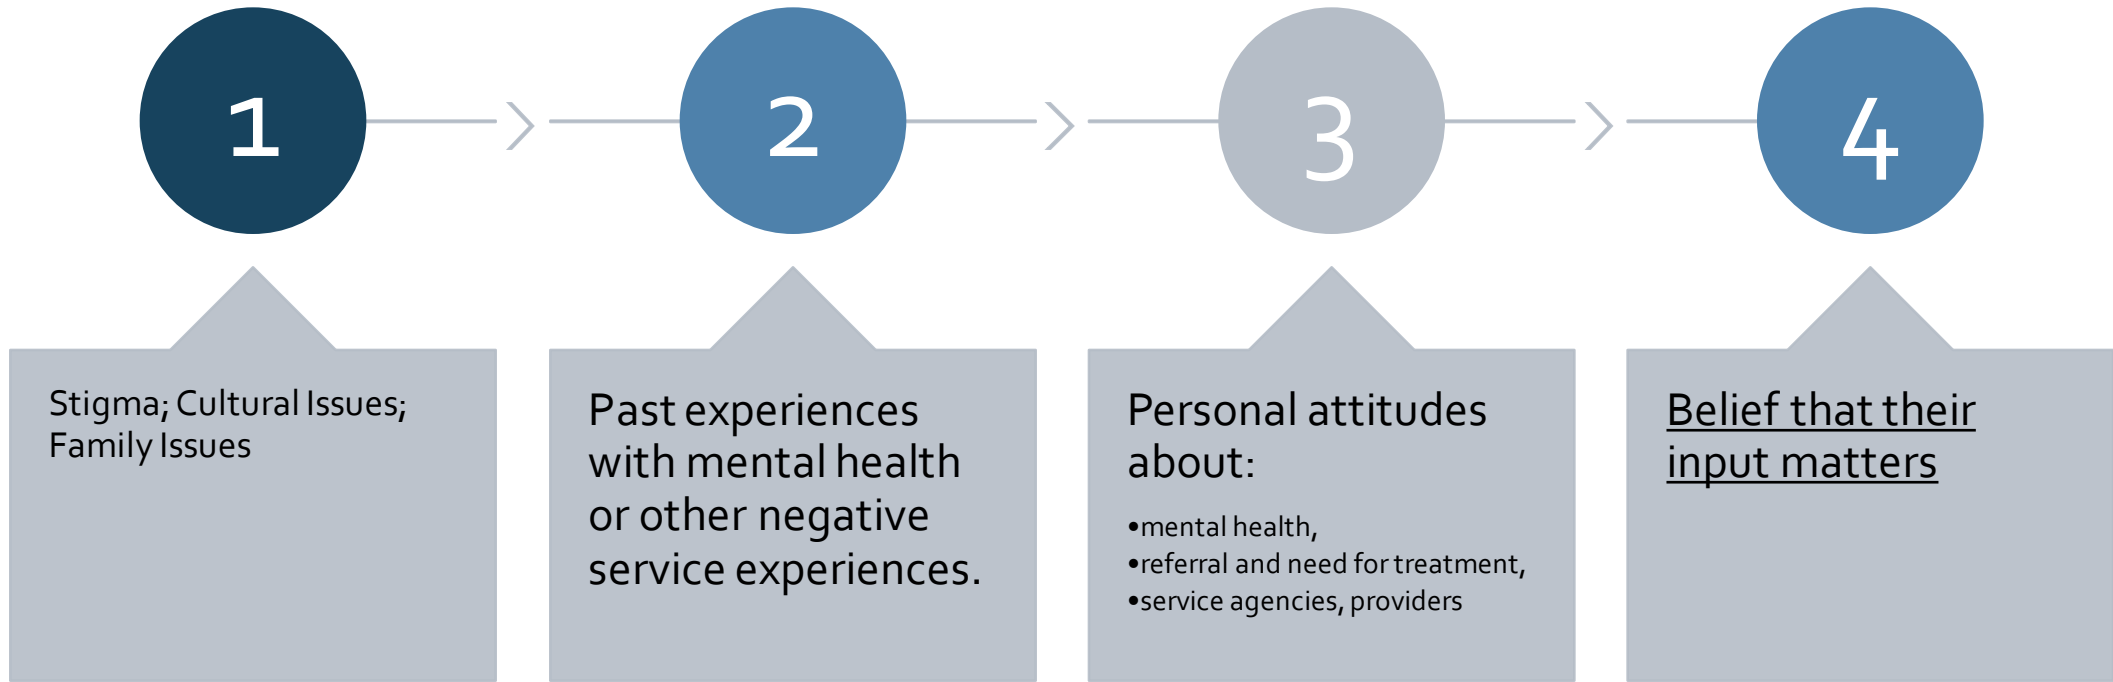 1
2
3
4
Stigma; Cultural Issues;
Family Issues
Past experiences
with mental health
or other negative
service experiences.
Personal attitudes
about:
•mental health,
•referral and need for treatment,
•service agencies, providers
Belief that their
input matters